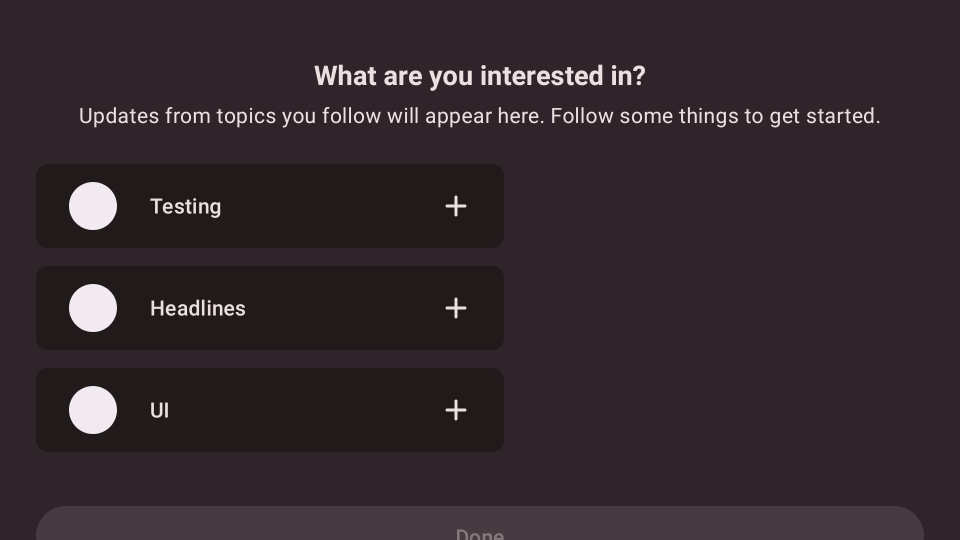 What are you interested in?
Updates from topics you follow will appear here. Follow some things to get started.
Testing
Headlines
UI
Done